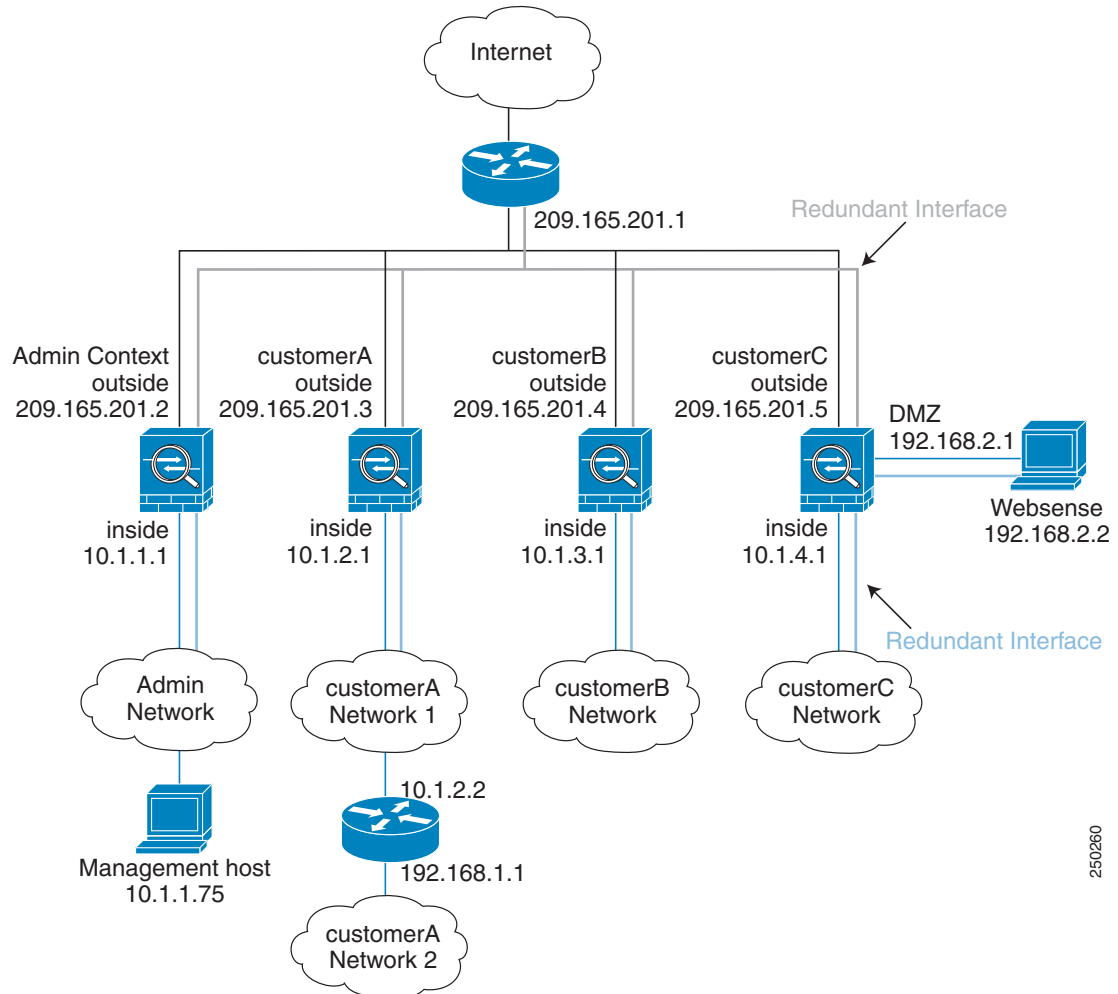 Internet
209.165.201.1
Redundant Interface
Admin Context
outside
209.165.201.2
customerA
outside
209.165.201.3
customerB
outside
209.165.201.4
customerC
outside
209.165.201.5
DMZ
192.168.2.1
Websense
192.168.2.2
inside
10.1.1.1
inside
10.1.2.1
inside
10.1.3.1
inside
10.1.4.1
Redundant Interface
Admin
Network
customerA
Network 1
customerB
Network
customerC
Network
10.1.2.2
192.168.1.1
Management host
10.1.1.75
customerA
Network 2
250260